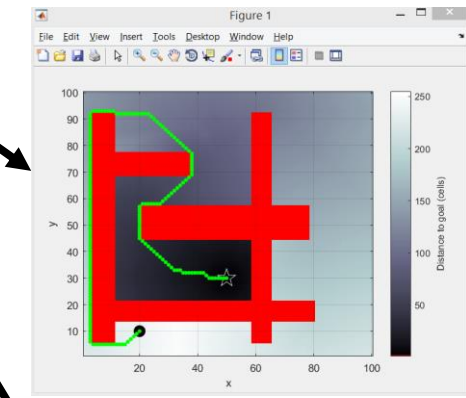 Figure 1
File Edit View Insert Tools Desktop Window Help
100
90
80
70
60
50
40
30
20
10
y
20 40 60 80 100
x
250
200
150
100
50
Distance to goal (cells)